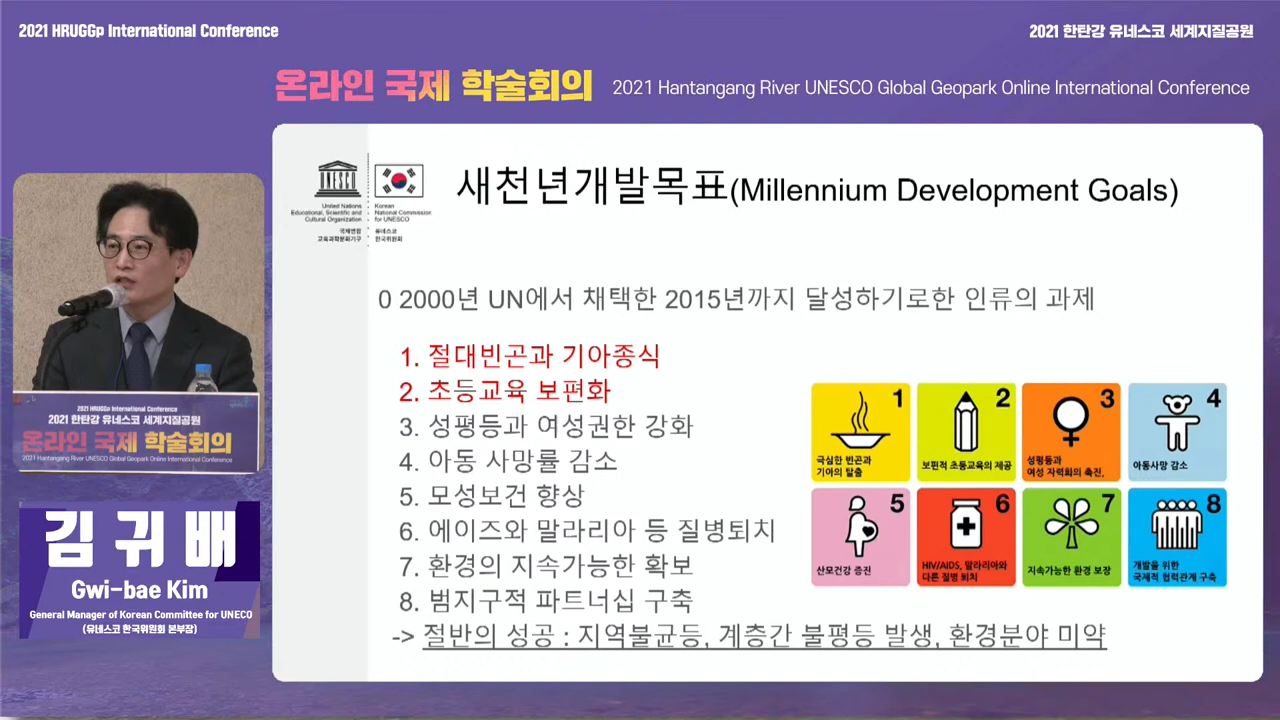 2021 HRUGGp International Conference
2021 한탄강 유네스코 세계지질공원
온라인 국제 학술회의
2021 Hantangang River UNESCO Global Geopark Online International Conference
UNESCO
United Nations
Educational, Scientific and
Cultural Organization
국제연합
교육과학문화기구
Korean
National Commission
for UNESCO
유네스코
한국위원회
새천년개발목표(Millennium Development Goals)
0 2000년 UN에서 채택한 2015년까지 달성하기로한 인류의 과제
1. 절대빈곤과 기아종식
2. 초등교육 보편화
3. 성평등과 여성권한 강화
4. 아동 사망률 감소
5. 모성보건 향상
6. 에이즈와 말라리아 등 질병퇴치
7. 환경의 지속가능한 확보
8. 범지구적 파트너십 구축
-> 절반의 성공 : 지역불균등, 계층간 불평등 발생, 환경분야 미약
1
극심한 빈곤과
기아의 탈출
2
보편적 초등교육의 제공
3
성평등과
여성 자력화의 촉진.
4
아동사망 감소
5
산모건강 증진
6
HIV/AIDS, 말라리아와
다른 질병 퇴치
7
지속가능한 환경 보장
8
개발을 위한
국제적 협력관계 구축
2021 HRUGGp International Conference
2021 한탄강 유네스코 세계지질공원
온라인 국제 학술회의
2021 Hantangang River UNESCO Global Geopark Online International Conference
김 귀 배
Gwi-bae Kim
General Manager of Korean Committee for UNECO
(유네스코 한국위원회 본부장)